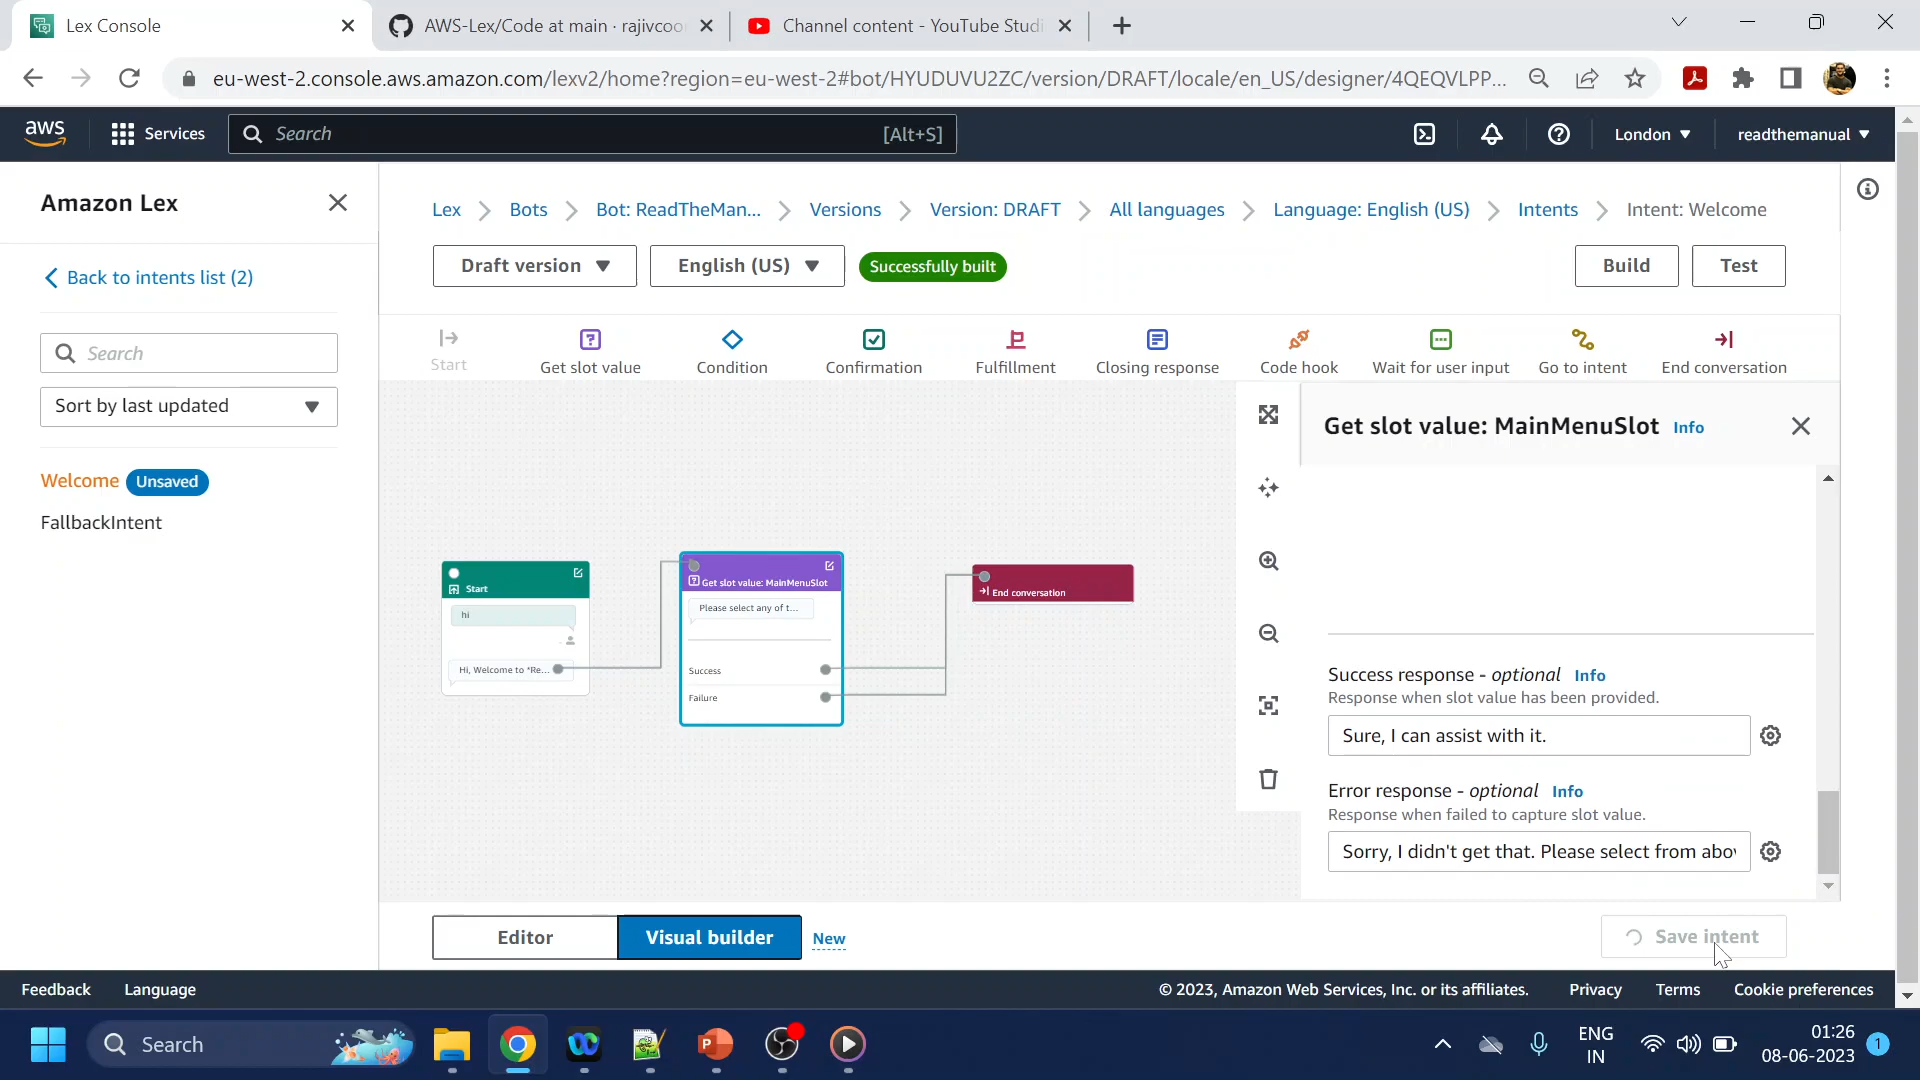 Lex Console
AWS-Lex/Code at main · rajivcoo
Channel content - YouTube Studi
eu-west-2.console.aws.amazon.com/lexv2/home?region=eu-west-2#bot/HYUDUVU2ZC/version/DRAFT/locale/en_US/designer/4QEQVLPP...
aws
Services
Search
[Alt+S]
London
readthemanual
Amazon Lex
Lex
Bots
Bot: ReadTheMan...
Versions
Version: DRAFT
All languages
Language: English (US)
Intents
Intent: Welcome
Draft version
English (US)
Successfully built
Build
Test
Back to intents list (2)
Search
Sort by last updated
Welcome
Unsaved
FallbackIntent
Start
Get slot value
Condition
Confirmation
Fulfillment
Closing response
Code hook
Wait for user input
Go to intent
End conversation
Start
hi
Hi, Welcome to "Re...
Get slot value: MainMenuSlot
Please select any of t...
Success
Failure
End conversation
Get slot value: MainMenuSlot Info
Success response - optional Info
Response when slot value has been provided.
Sure, I can assist with it.
Error response - optional Info
Response when failed to capture slot value.
Sorry, I didn't get that. Please select from abov
Editor
Visual builder
New
Save intent
Feedback
Language
© 2023, Amazon Web Services, Inc. or its affiliates.
Privacy
Terms
Cookie preferences
Search
ENG
IN
01:26
08-06-2023
1